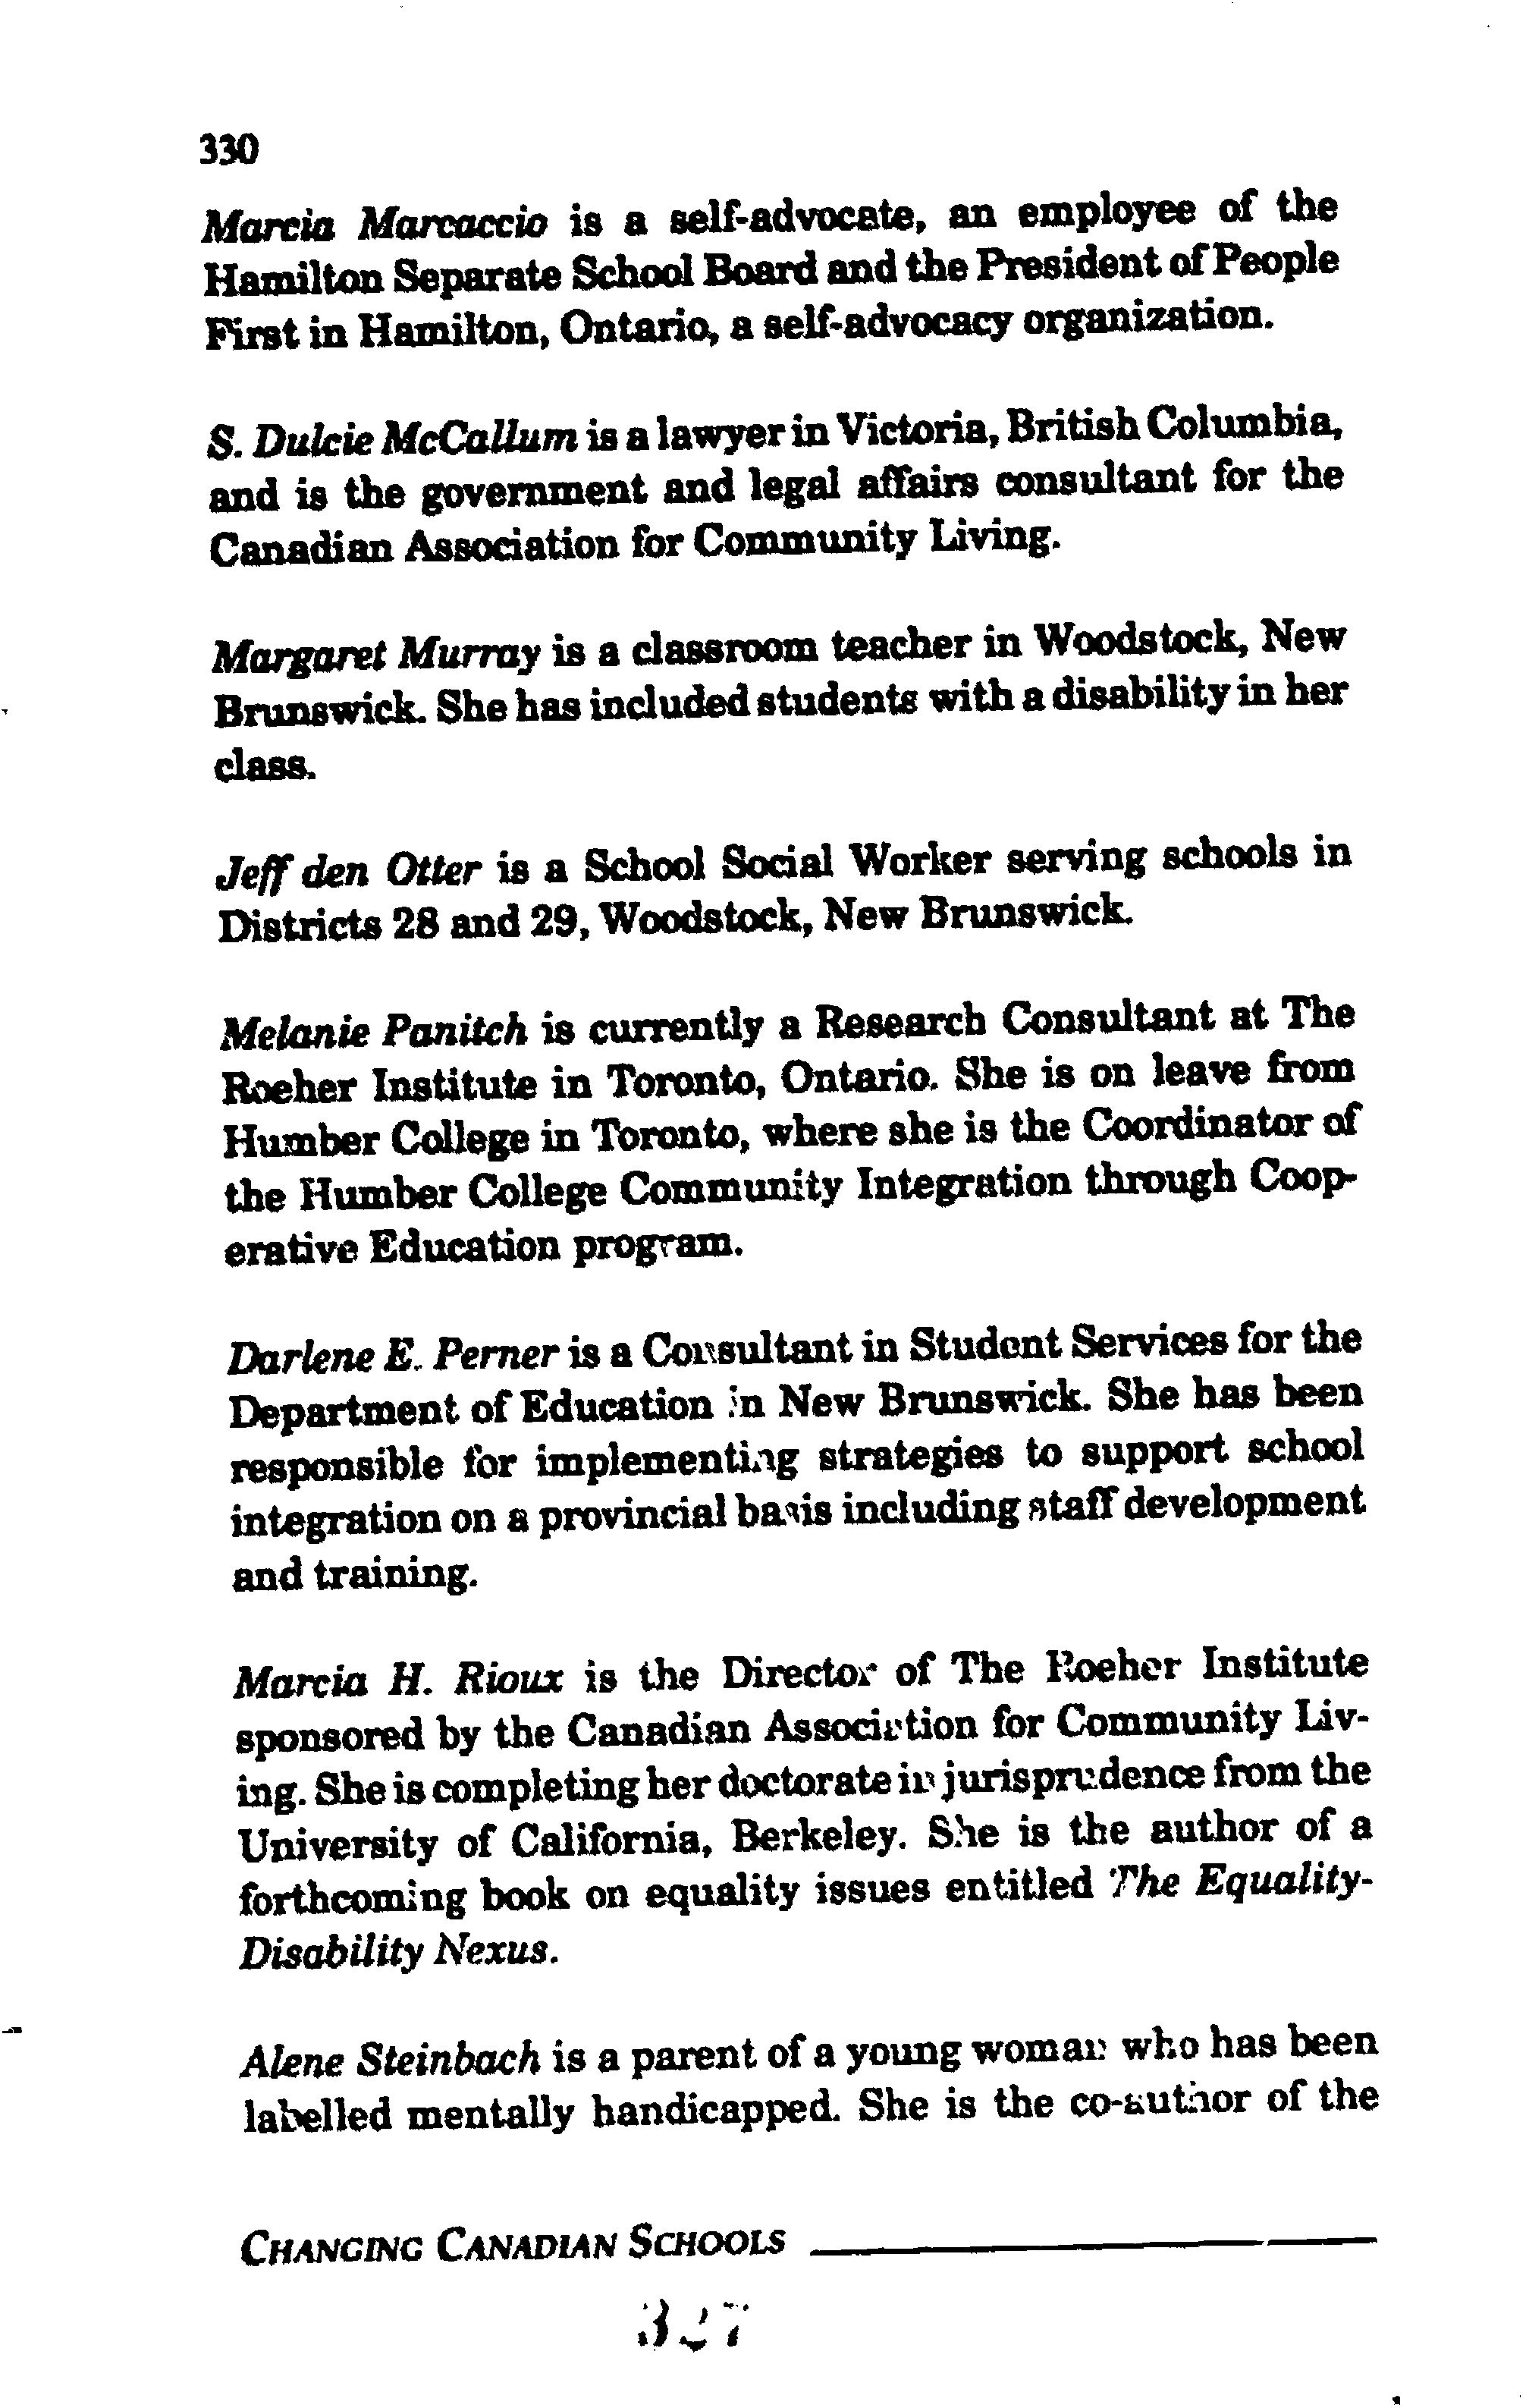 330
Marcia Marcaccio is a self-advocate, an employee of the
Hamilton Separate School Board and the President of People
First in Hamilton, Ontario, a self-advocacy organization.
S. Dulcie McCallum is a lawyer in Victoria, British Columbia,
and is the government and legal affairs consultant for the
Canadian Association for Community Living.
Margaret Murray is a classroom teacher in Woodstock, New
Brunswick. She has included students with a disability in her
class.
Jeff den Otter is a School Social Worker serving schools in
Districts 28 and 29, Woodstock, New Brunswick.
Melanie Panitch is currently a Research Consultant at The
Roeher Institute in Toronto, Ontario. She is on leave from
Humber College in Toronto, where she is the Coordinator of
the Humber College Community Integration through Coop-
erative Education program.
Darlene E. Perner is a Consultant in Student Services for the
Department of Education in New Brunswick. She has been
responsible for implementing strategies to support school
integration on a provincial basis including staff development
and training.
Marcia H. Rioux is the Director of The Roeher Institute
sponsored by the Canadian Association for Community Liv-
ing. She is completing her doctorate in jurisprudence from the
University of California, Berkeley. She is the author of a
forthcoming book on equality issues entitled The Equality-
Disability Nexus.
Alene Steinbach is a parent of a young woman who has been
labelled mentally handicapped. She is the co-author of the
CHANGING CANADIAN SCHOOLS
327